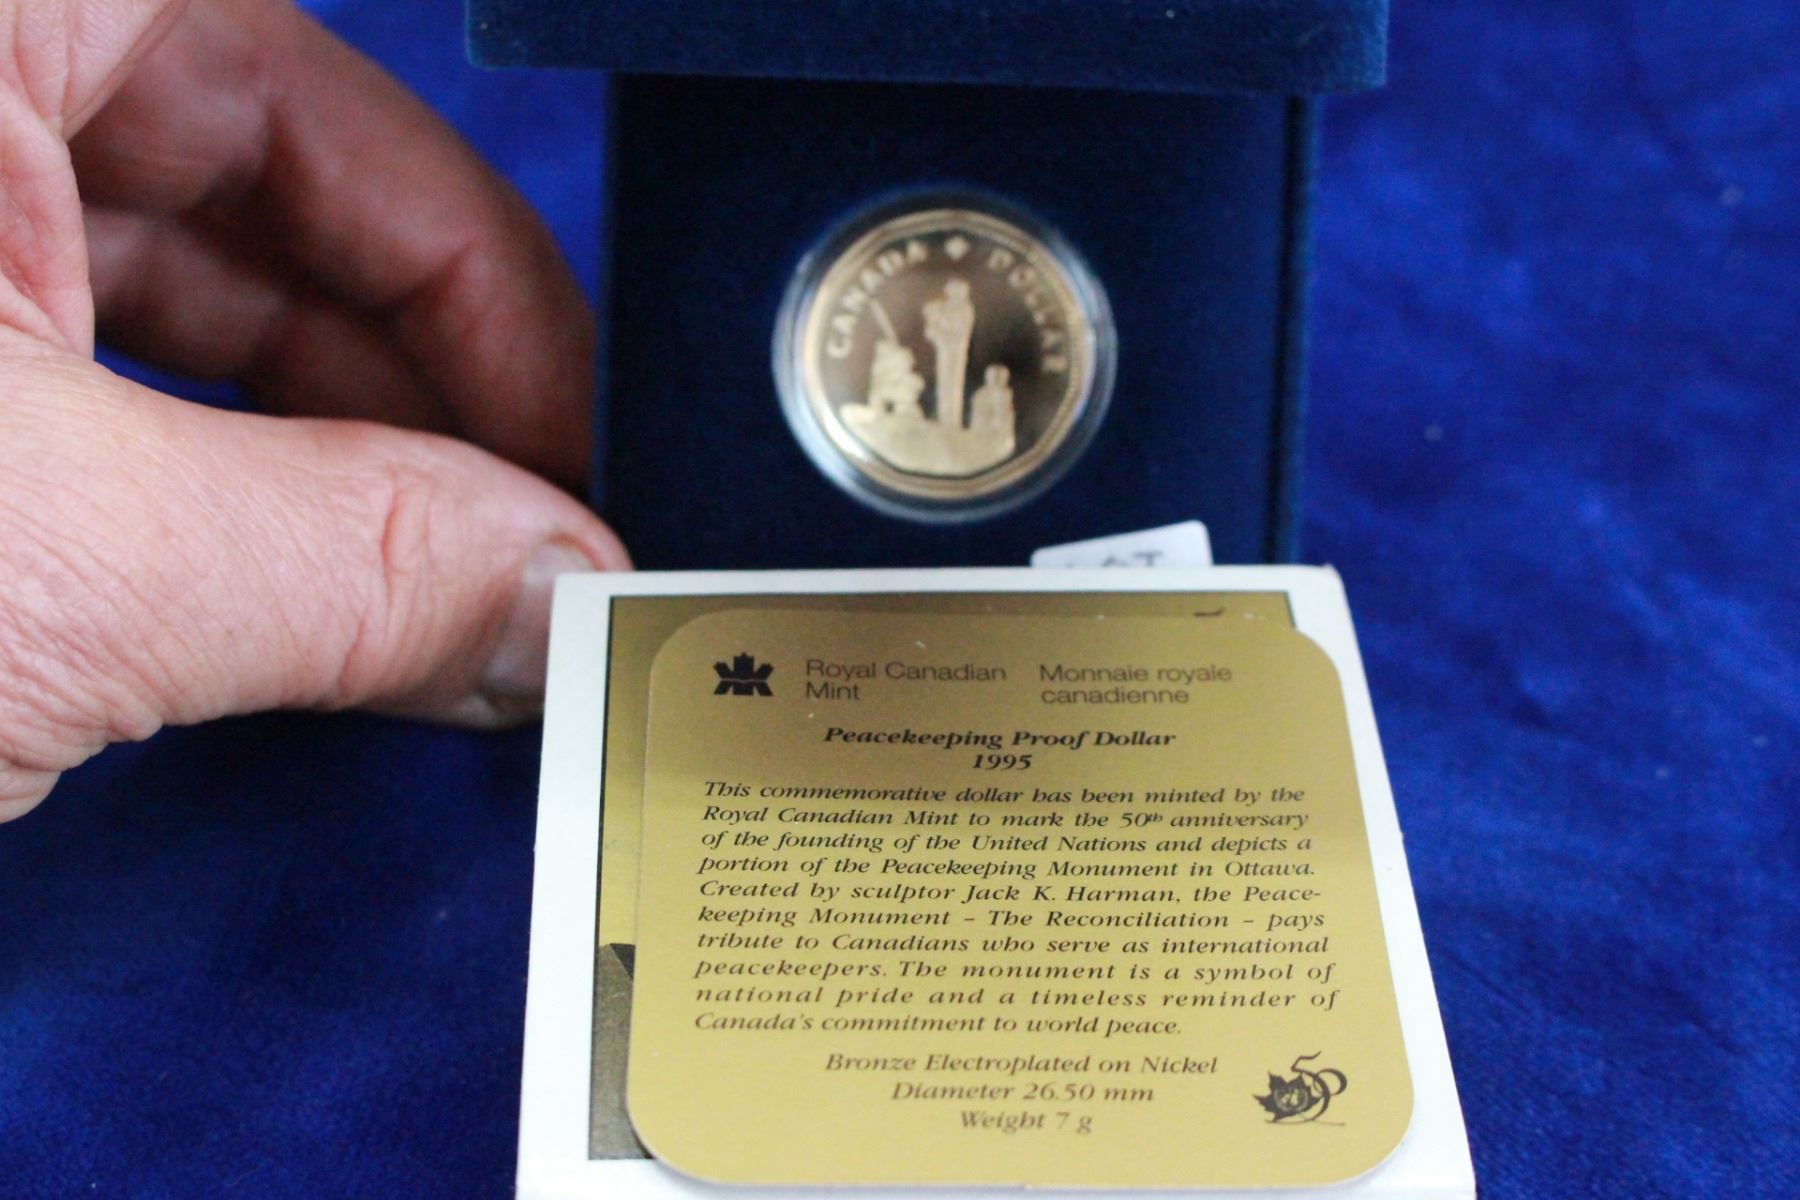 CANADA DOLLAR
Royal Canadian Mint
Monnaie royale canadienne
Peacekeeping Proof Dollar
1995
This commemorative dollar has been minted by the
Royal Canadian Mint to mark the 50th anniversary
of the founding of the United Nations and depicts a
portion of the Peacekeeping Monument in Ottawa.
Created by sculptor Jack K. Harman, the Peace-
keeping Monument – The Reconciliation – pays
tribute to Canadians who serve as international
peacekeepers. The monument is a symbol of
national pride and a timeless reminder of
Canada's commitment to world peace.
Bronze Electroplated on Nickel
Diameter 26.50 mm
Weight 7 g
50